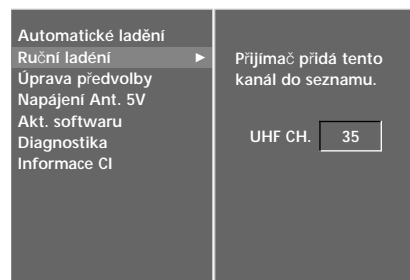 Automatické ladění
Ruční ladéní ►
Úprava předvolby
Napájení Ant. 5V
Akt. softwaru
Diagnostika
Informace CI
Přijímač přidá tento
kanál do seznamu.
UHF CH. 35